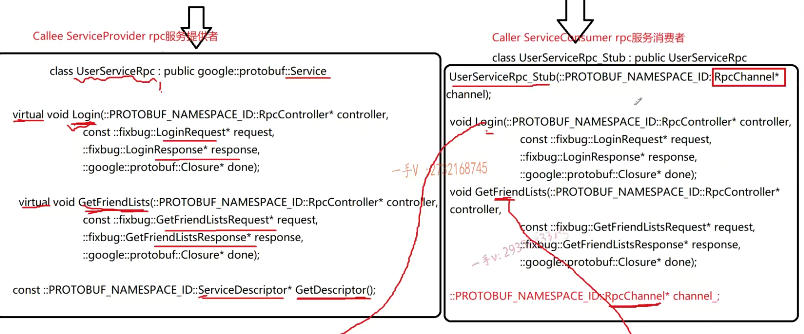 Callee ServiceProvider rpc服务提供者
class UserServiceRpc : public google::protobuf::Service
virtual void Login(::PROTOBUF_NAMESPACE_ID::RpcController* controller,
const ::fixbug::LoginRequest* request,
::fixbug::LoginResponse* response,
::google::protobuf::Closure* done);
virtual void GetFriendLists(::PROTOBUF_NAMESPACE_ID::RpcController* controller,
const ::fixbug::GetFriendListsRequest* request,
::fixbug::GetFriendListsResponse* response,
::google::protobuf::Closure* done);
const ::PROTOBUF_NAMESPACE_ID::ServiceDescriptor* GetDescriptor();
Caller ServiceConsumer rpc服务消费者
class UserServiceRpc_Stub : public UserServiceRpc
UserServiceRpc_Stub(::PROTOBUF_NAMESPACE_ID::RpcChannel*
channel);
void Login(::PROTOBUF_NAMESPACE_ID::RpcController* controller,
const ::fixbug::LoginRequest* request,
::fixbug::LoginResponse* response,
::google::protobuf::Closure* done);
void GetFriendLists(::PROTOBUF_NAMESPACE_ID::RpcController*
controller,
const ::fixbug::GetFriendListsRequest* request,
::fixbug::GetFriendListsResponse* response,
::google::protobuf::Closure* done);
::PROTOBUF_NAMESPACE_ID::RpcChannel* channel_;
一手V :2732168745
一手v: